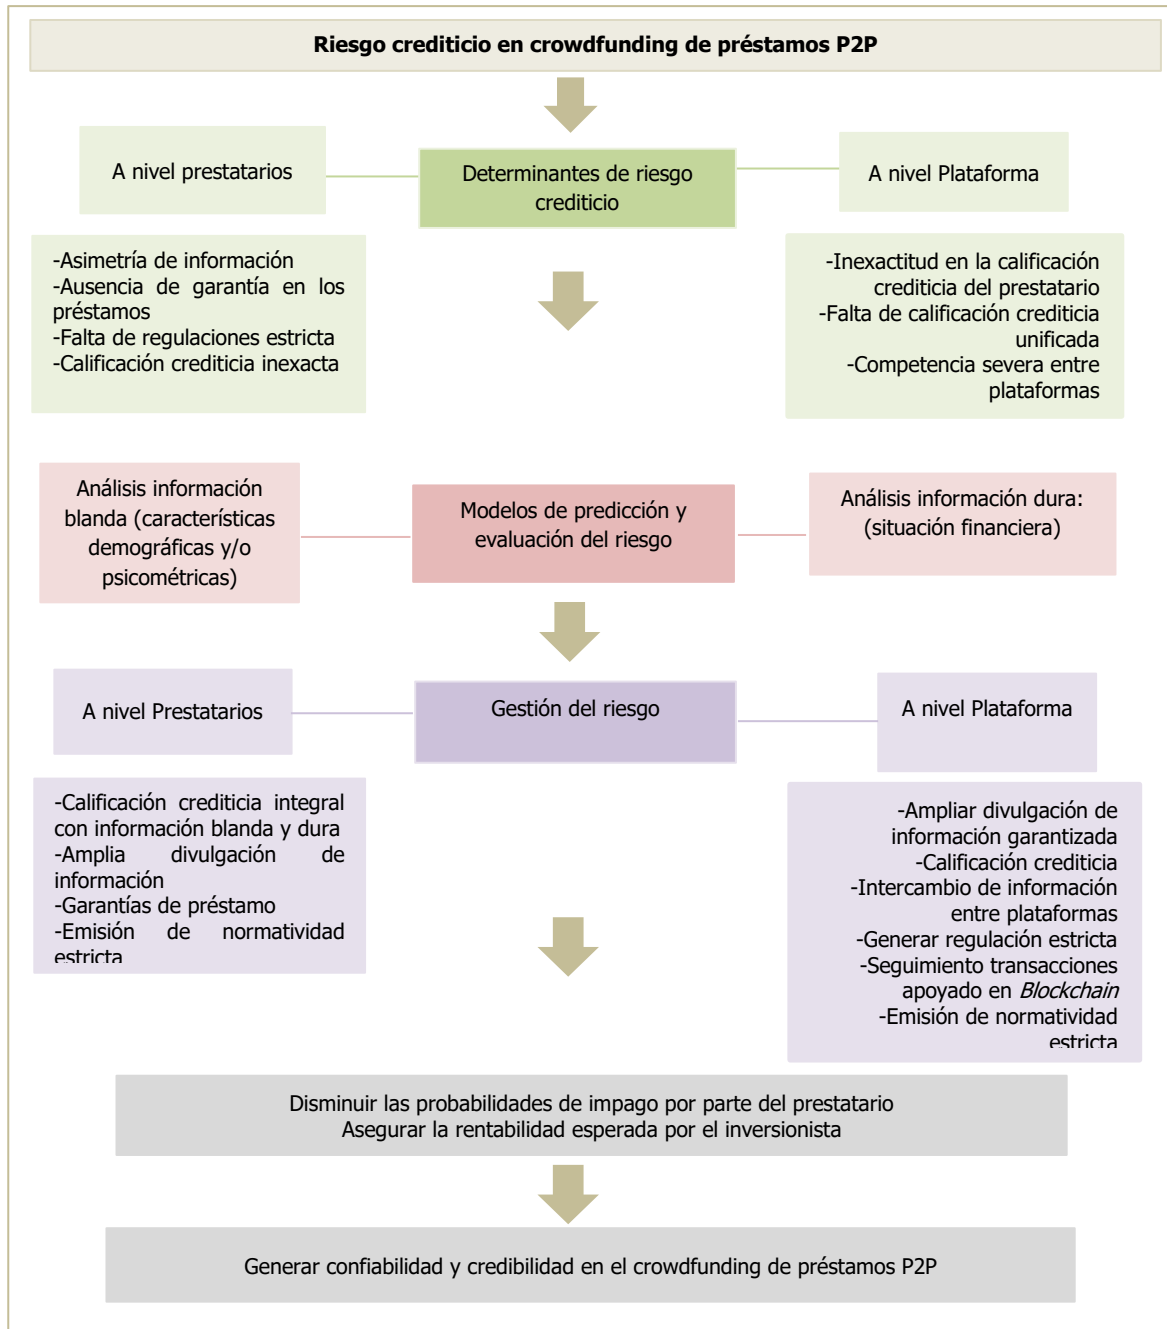 Riesgo crediticio en crowdfunding de préstamos P2P
A nivel prestatarios
Determinantes de riesgo
crediticio
A nivel Plataforma
-Asimetría de información
-Ausencia de garantía en los
préstamos
-Falta de regulaciones estricta
-Calificación crediticia inexacta
-Inexactitud en la calificación
crediticia del prestatario
-Falta de calificación crediticia
unificada
-Competencia severa entre
plataformas
Análisis información
blanda (características
demográficas y/o
psicométricas)
Modelos de predicción y
evaluación del riesgo
Análisis información dura:
(situación financiera)
A nivel Prestatarios
Gestión del riesgo
A nivel Plataforma
-Calificación crediticia integral
con información blanda y dura
-Amplia divulgación de
información
-Garantías de préstamo
-Emisión de normatividad
estricta
-Ampliar divulgación de
información garantizada
-Calificación crediticia
-Intercambio de información
entre plataformas
-Generar regulación estricta
-Seguimiento transacciones
apoyado en Blockchain
-Emisión de normatividad
estricta
Disminuir las probabilidades de impago por parte del prestatario
Asegurar la rentabilidad esperada por el inversionista
Generar confiabilidad y credibilidad en el crowdfunding de préstamos P2P